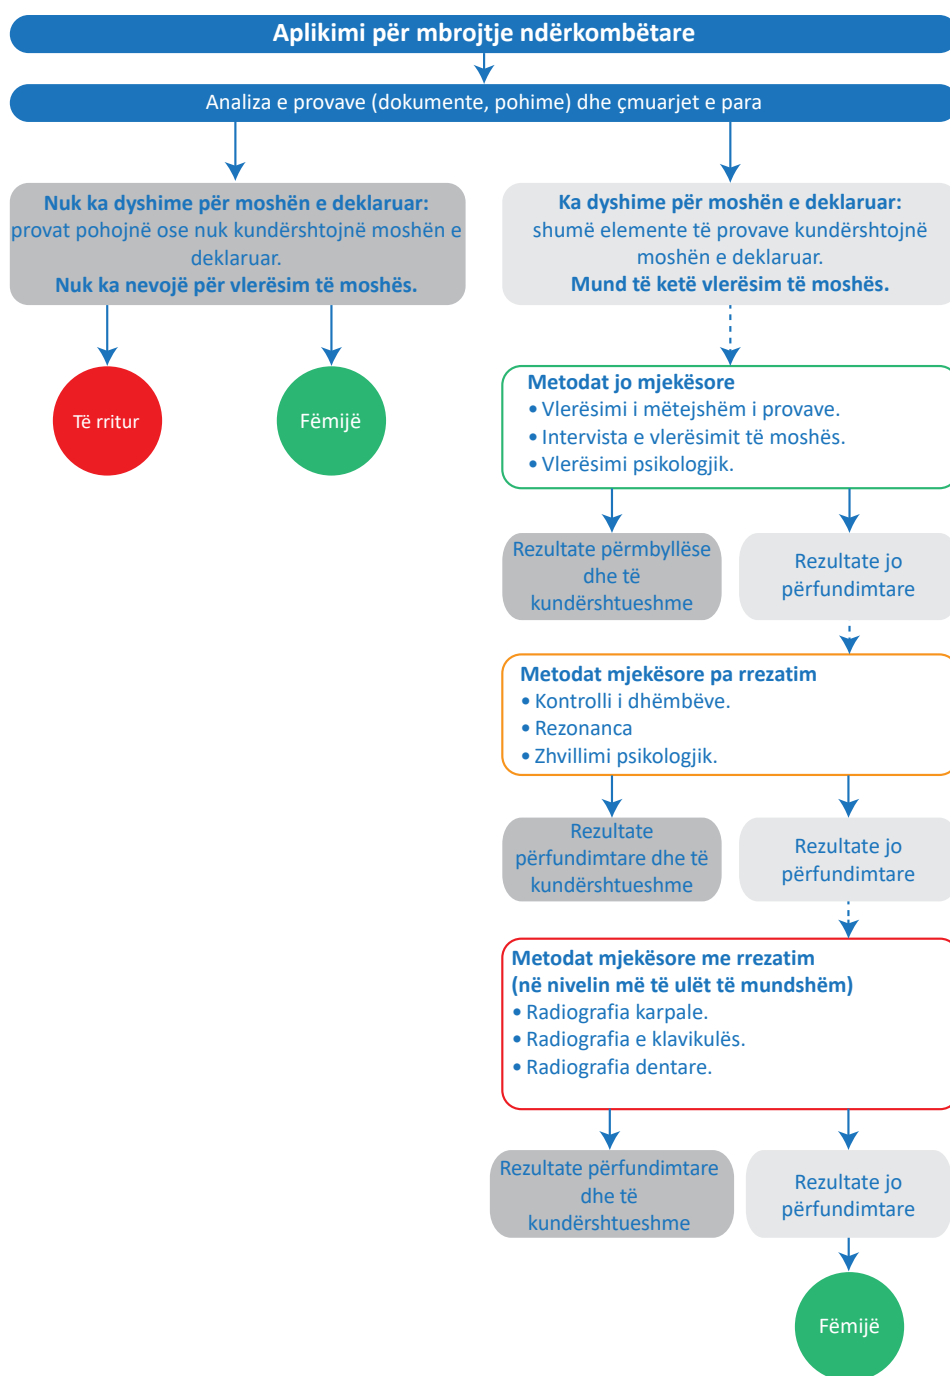 Aplikimi për mbrojtje ndërkombëtare
Analiza e provave (dokumente, pohime) dhe çmuarjet e para
Nuk ka dyshime për moshën e deklaruar:
provat pohojnë ose nuk kundërshtojnë moshën e
deklaruar.
Nuk ka nevojë për vlerësim të moshës.
Ka dyshime për moshën e deklaruar:
shumë elemente të provave kundërshtojnë
moshën e deklaruar.
Mund të ketë vlerësim të moshës.
Të rritur
Fëmijë
Metodat jo mjekësore
• Vlerësimi i mëtejshëm i provave.
• Intervista e vlerësimit të moshës.
• Vlerësimi psikologjik.
Rezultate përmbyllëse
dhe të
kundërshtueshme
Rezultate jo
përfundimtare
Metodat mjekësore pa rrezatim
• Kontrolli i dhëmbëve.
• Rezonanca
• Zhvillimi psikologjik.
Rezultate
përfundimtare dhe të
kundërshtueshme
Rezultate jo
përfundimtare
Metodat mjekësore me rrezatim
(në nivelin më të ulët të mundshëm)
• Radiografia karpale.
• Radiografia e klavikulës.
• Radiografia dentare.
Rezultate përfundimtare
dhe të
kundërshtueshme
Rezultate jo
përfundimtare
Fëmijë